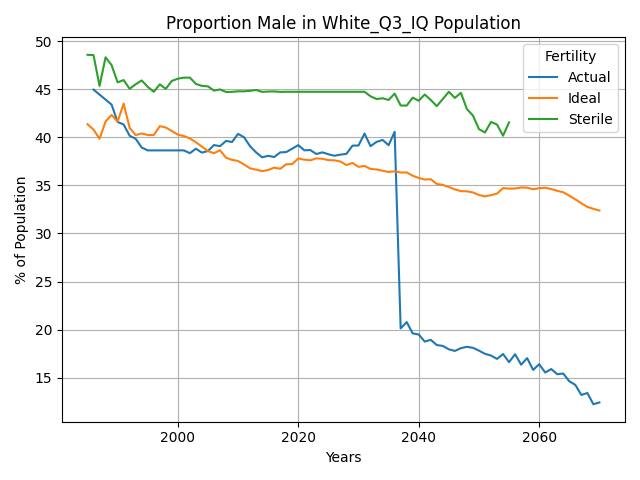 Proportion Male in White_Q3_IQ Population
% of Population
50
45
40
35
30
25
20
15
2000
2020
2040
2060
Years
Fertility
Actual
Ideal
Sterile